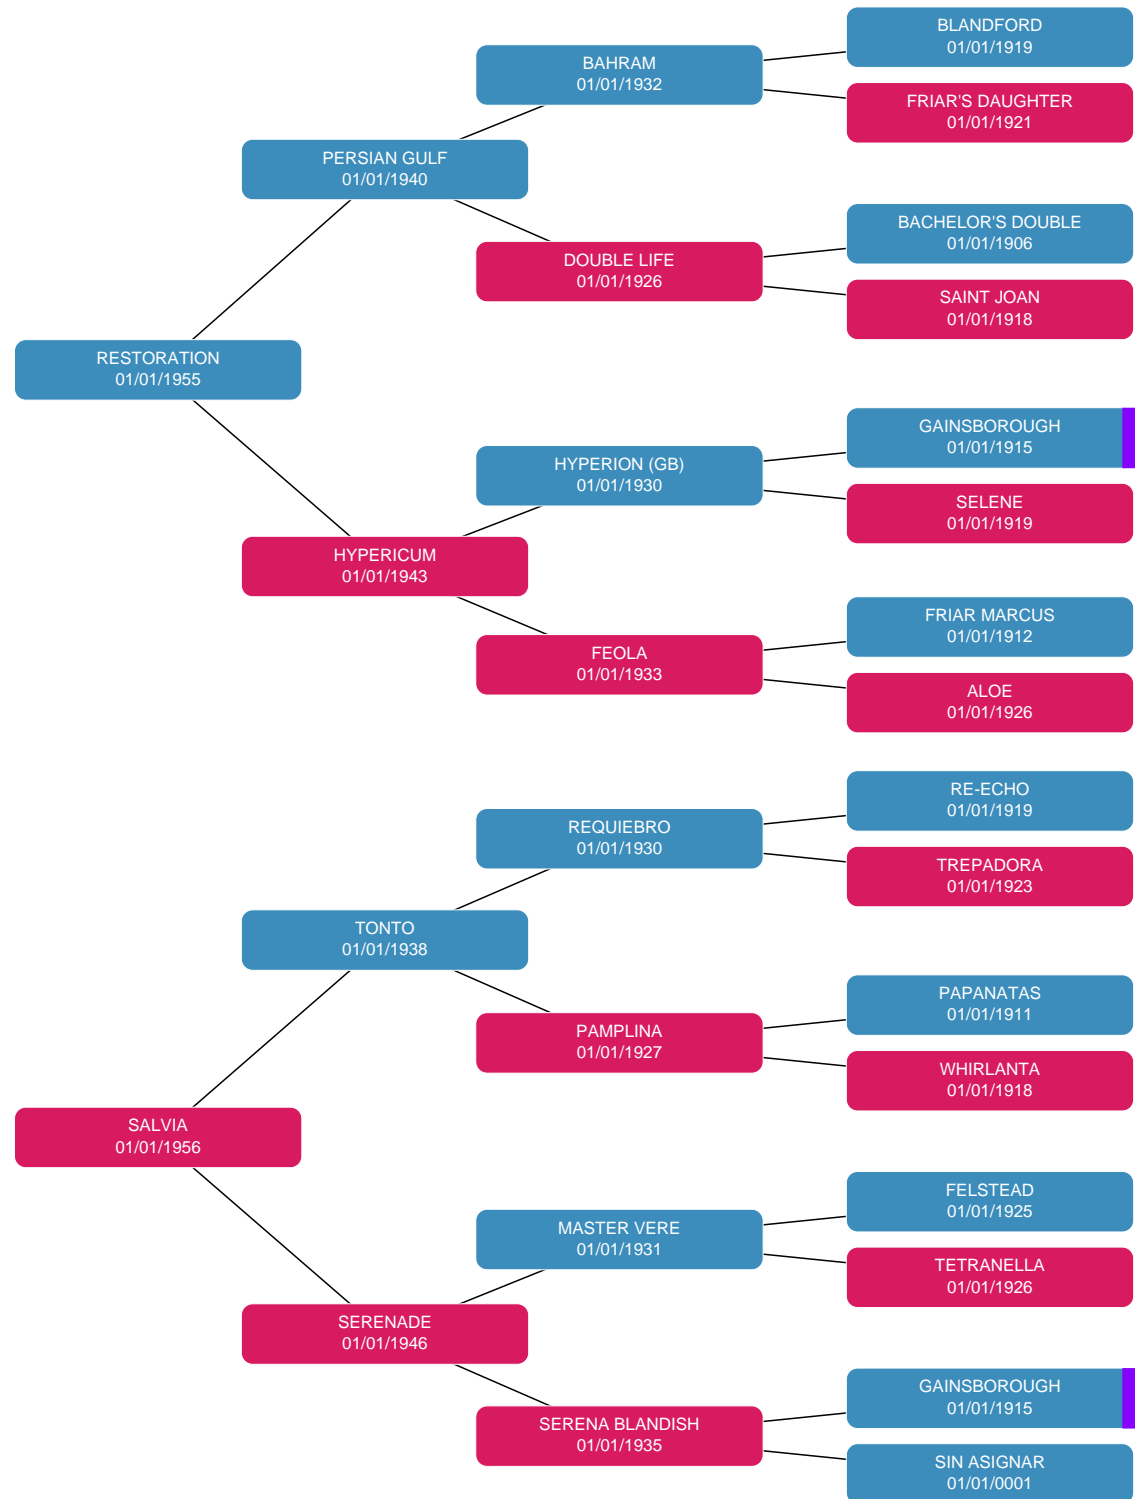 BLANDFORD
01/01/1919
BAHRAM
01/01/1932
FRIAR'S DAUGHTER
01/01/1921
PERSIAN GULF
01/01/1940
BACHELOR'S DOUBLE
01/01/1906
DOUBLE LIFE
01/01/1926
SAINT JOAN
01/01/1918
RESTORATION
01/01/1955
GAINSBOROUGH
01/01/1915
HYPERION (GB)
01/01/1930
SELENE
01/01/1919
HYPERICUM
01/01/1943
FRIAR MARCUS
01/01/1912
FEOLA
01/01/1933
ALOE
01/01/1926
RE-ECHO
01/01/1919
REQUIEBRO
01/01/1930
TREPADORA
01/01/1923
TONTO
01/01/1938
PAPANATAS
01/01/1911
PAMPLINA
01/01/1927
WHIRLANTA
01/01/1918
SALVIA
01/01/1956
FELSTEAD
01/01/1925
MASTER VERE
01/01/1931
TETRANELLA
01/01/1926
SERENADE
01/01/1946
GAINSBOROUGH
01/01/1915
SERENA BLANDISH
01/01/1935
SIN ASIGNAR
01/01/0001